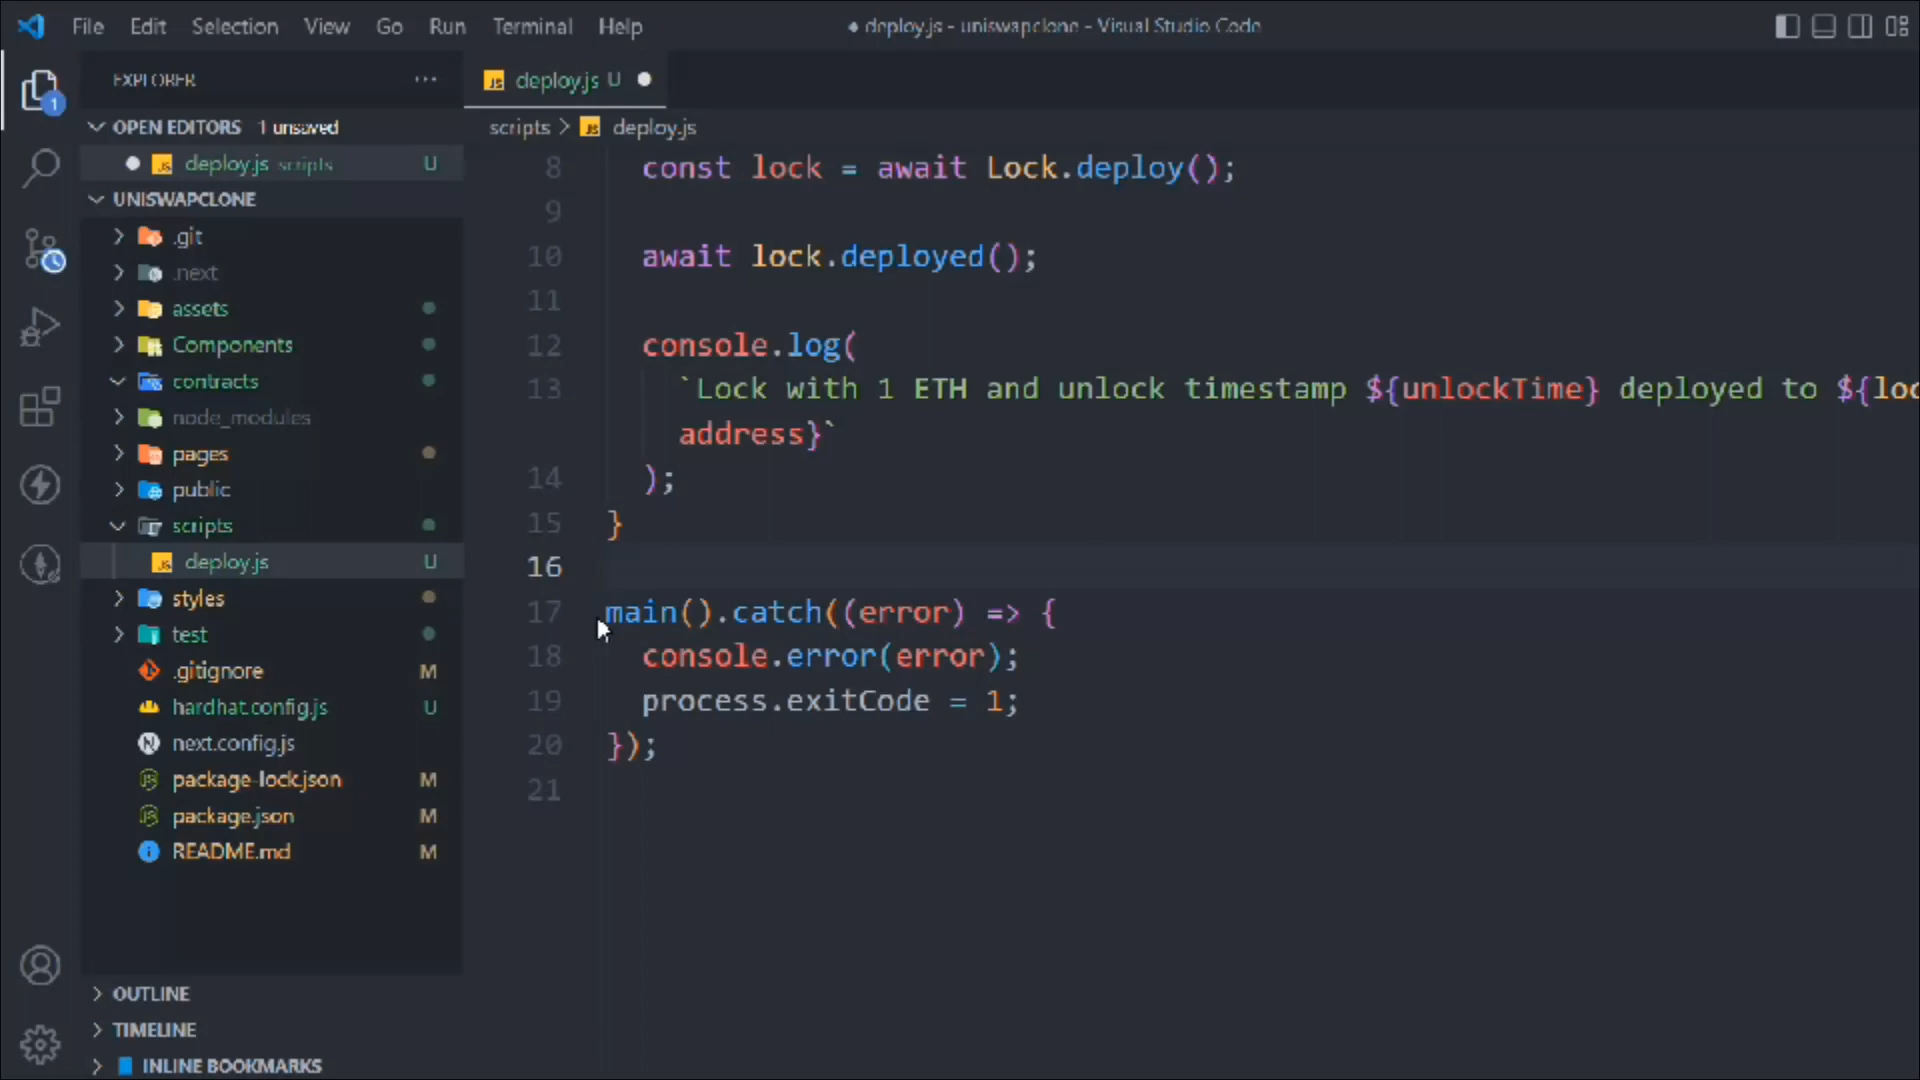 File Edit Selection View Go Run Terminal Help
● deploy.js - uniswapclone - Visual Studio Code
EXPLORER ...
1
OPEN EDITORS 1 unsaved
deploy.js scripts U
UNISWAPCLONE
.git
.next
assets
Components
contracts
node_modules
pages
public
scripts
deploy.js U
styles
test
.gitignore M
hardhat.config.js U
next.config.js
package-lock.json M
package.json M
README.md M
OUTLINE
TIMELINE
INLINE BOOKMARKS
JS deploy.js U ●
scripts > JS deploy.js
8 const lock = await Lock.deploy();
9
10 await lock.deployed();
11
12 console.log(
13 `Lock with 1 ETH and unlock timestamp ${unlockTime} deployed to ${loc
address}`
14 );
15 }
16
17 main().catch((error) => {
18 console.error(error);
19 process.exitCode = 1;
20 });
21